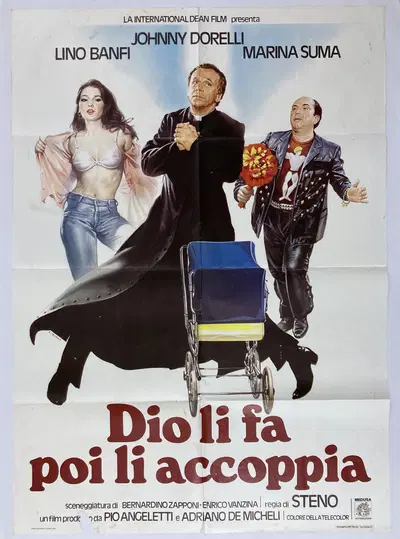 LA INTERNATIONAL DEAN FILM presenta
JOHNNY DORELLI
LINO BANFI MARINA SUMA
Dio li fa
poi li accoppia
sceneggiatura di BERNARDINO ZAPPONI - ENRICO VANZINA regia di STENO
un film prodotto da PIO ANGELETTI e ADRIANO DE MICHELI COLORE DELLA TELECOLOR
MEDUSA